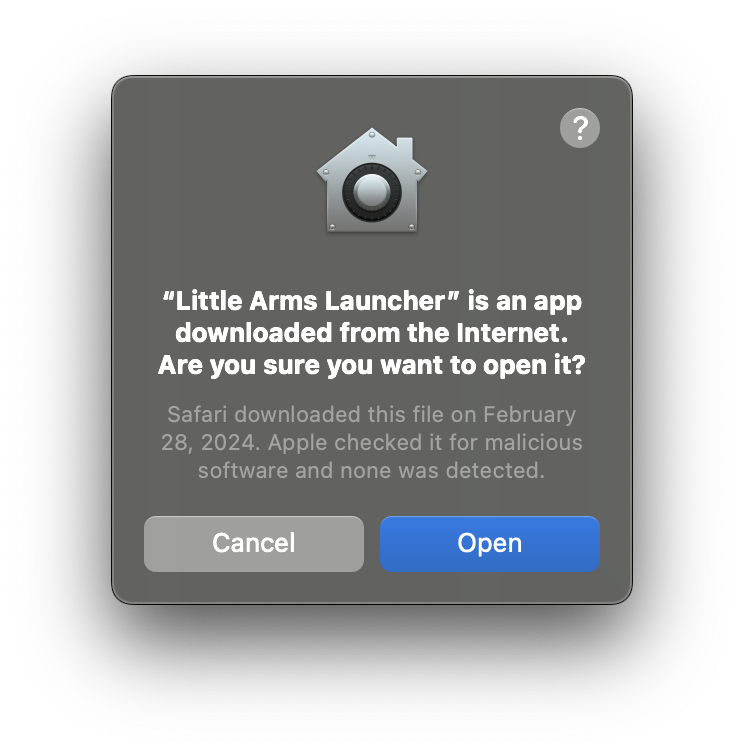 ?
“Little Arms Launcher” is an app
downloaded from the Internet.
Are you sure you want to open it?
Safari downloaded this file on February
28, 2024. Apple checked it for malicious
software and none was detected.
Cancel
Open